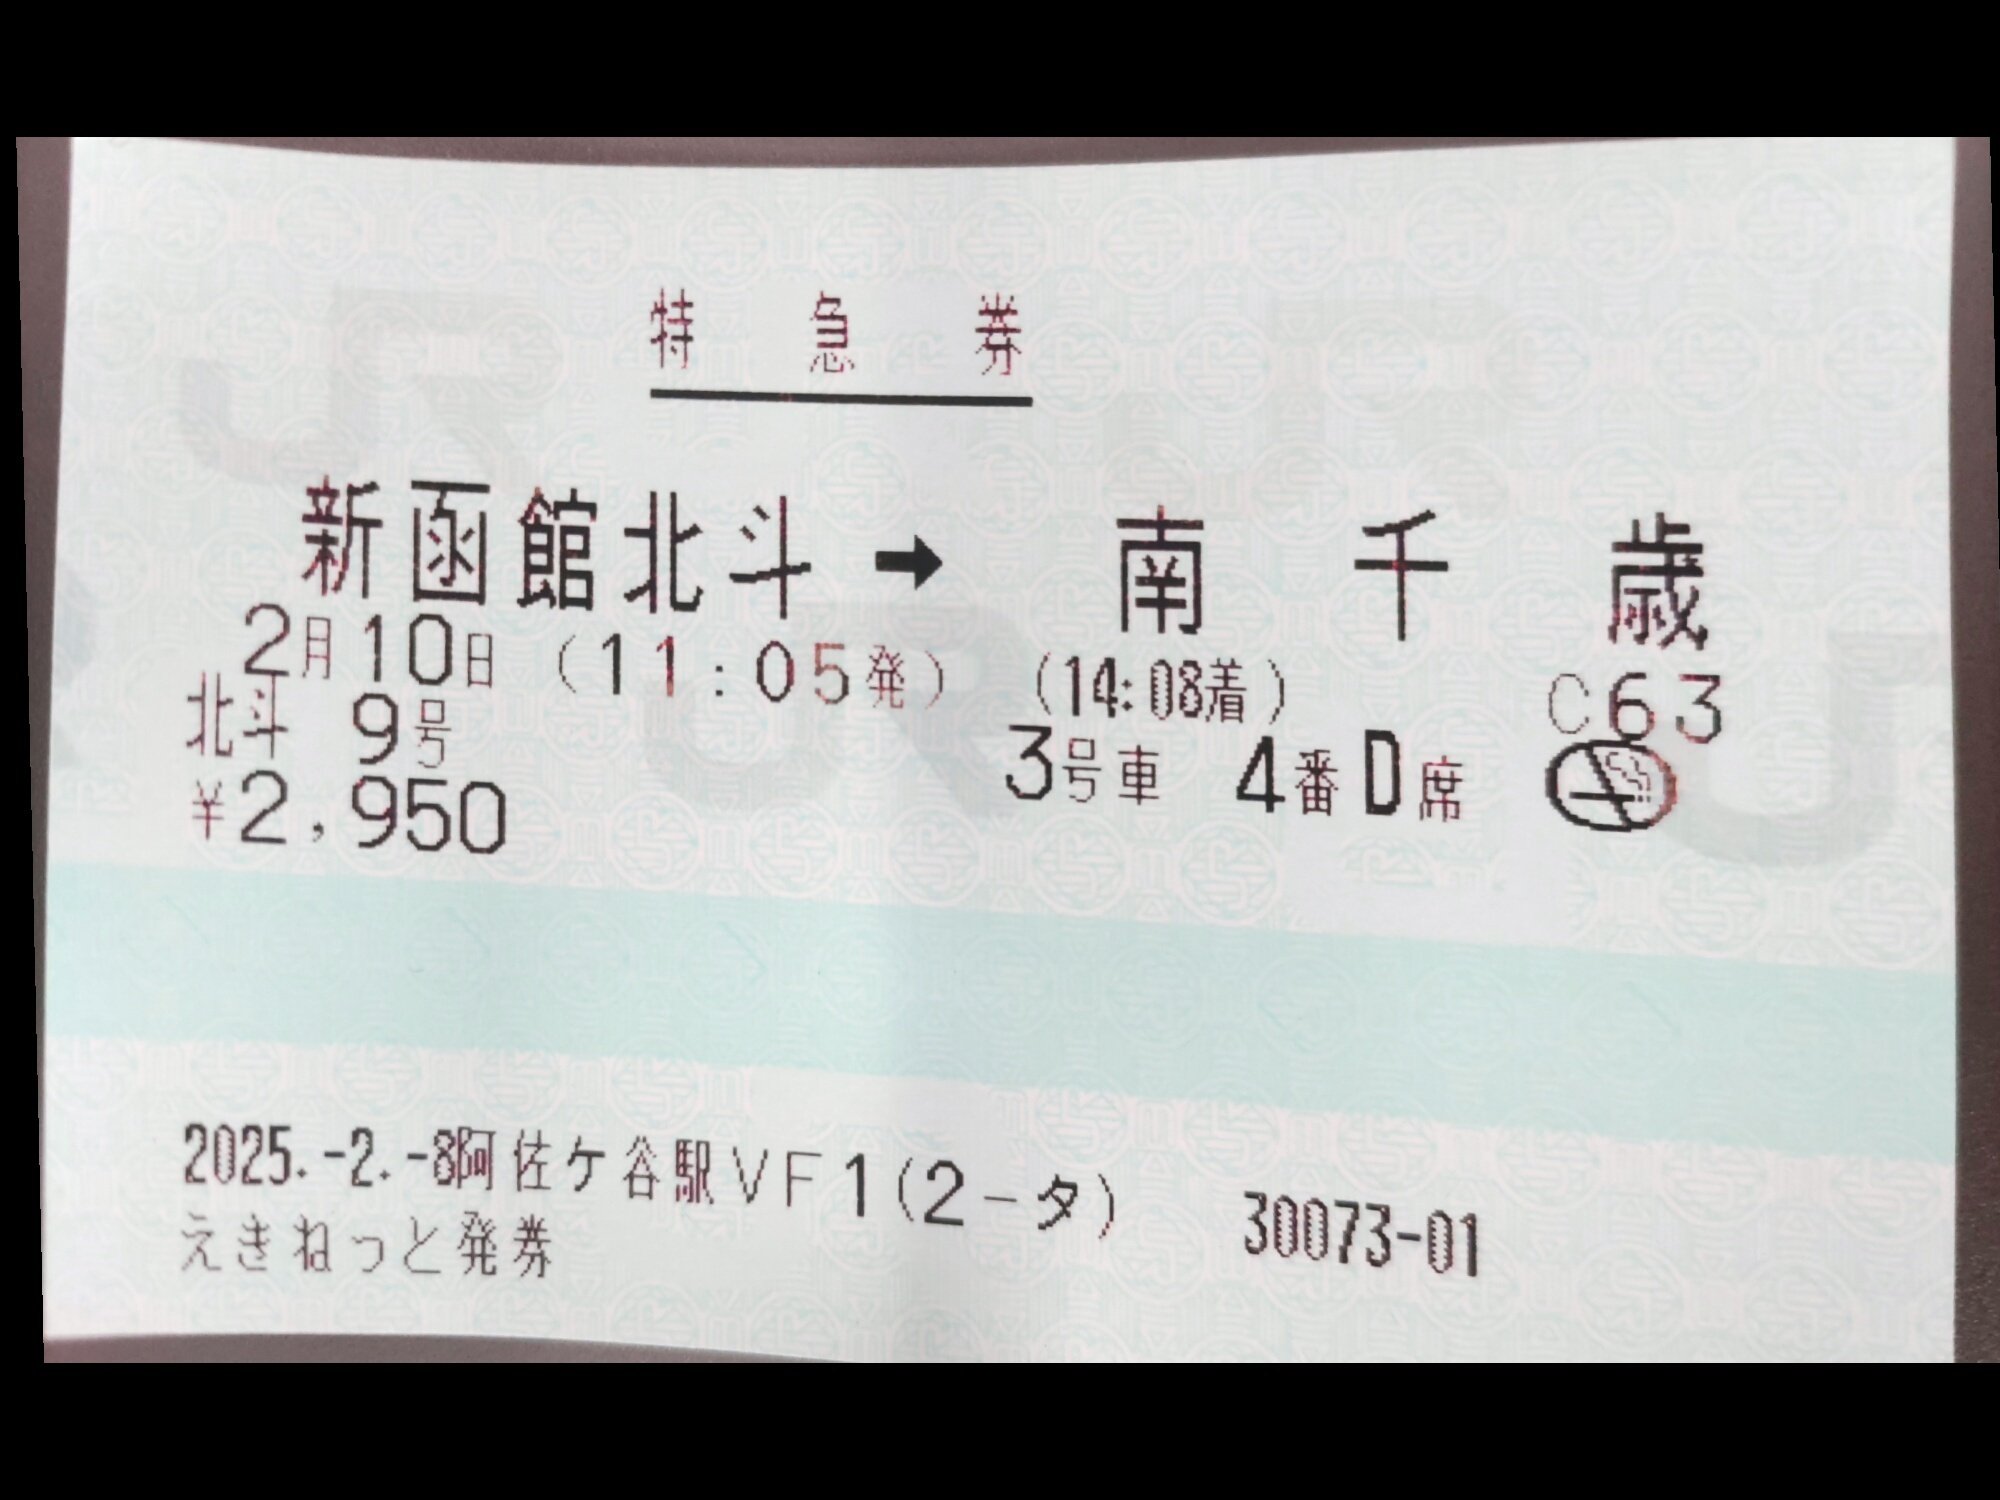 特急券
新函館北斗➡南千歳
2月10日 (11:05発) (14:08着) C63
北斗 9号 3号車 4番D席
¥2,950
2025.-2.-8阿佐ケ谷駅VF1(2-タ) 30073-01
えきねっと発券